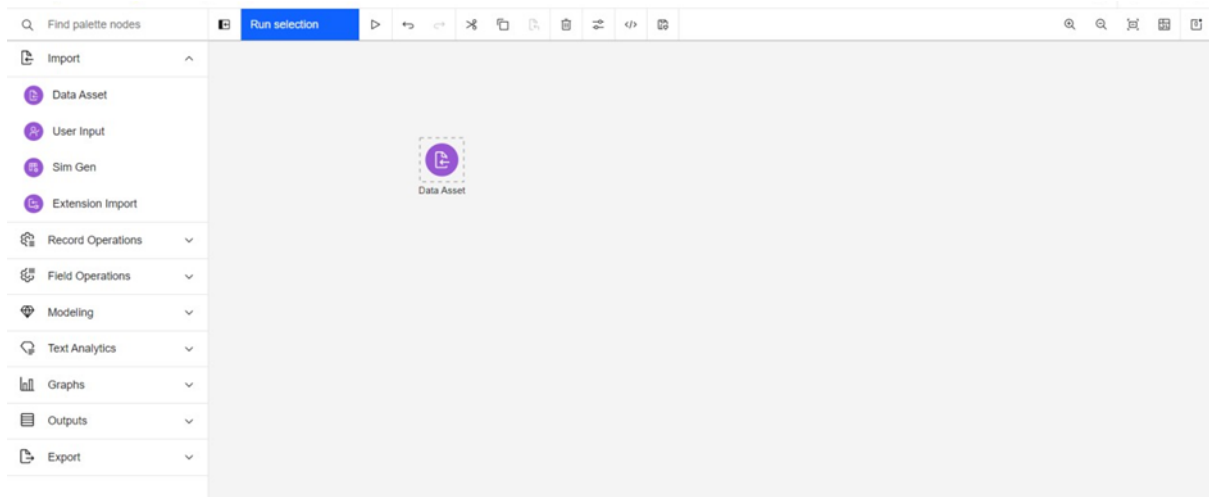 Find palette nodes
Run selection
</>
Import
Data Asset
User Input
Sim Gen
Extension Import
Record Operations
Field Operations
Modeling
Text Analytics
Graphs
Outputs
Export
Data Asset